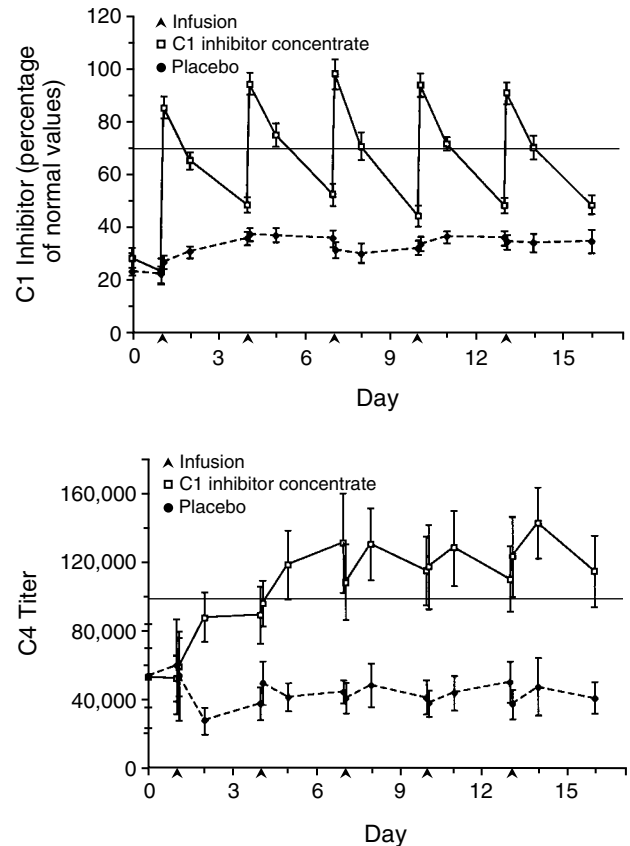 120
100
80
60
40
20
0
C1 Inhibitor (percentage
of normal values)
Infusion
C1 inhibitor concentrate
Placebo
0 3 6 9 12 15
Day
160,000
120,000
80,000
40,000
0
C4 Titer
Infusion
C1 inhibitor concentrate
Placebo
0 3 6 9 12 15
Day